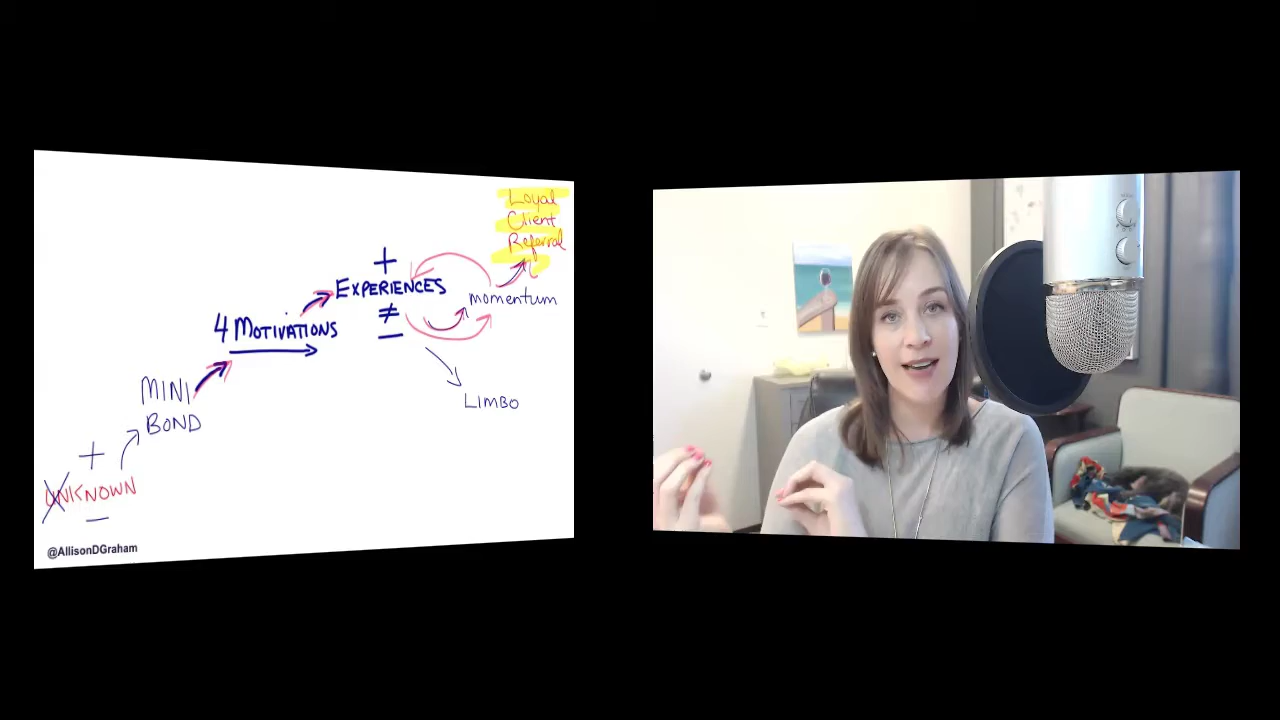 Loyal
Client
Referral
+
EXPERIENCES
≠
−
momentum
4 MOTIVATIONS
LIMBO
MINI
BOND
+
UNKNOWN
−
@AllisonDGraham